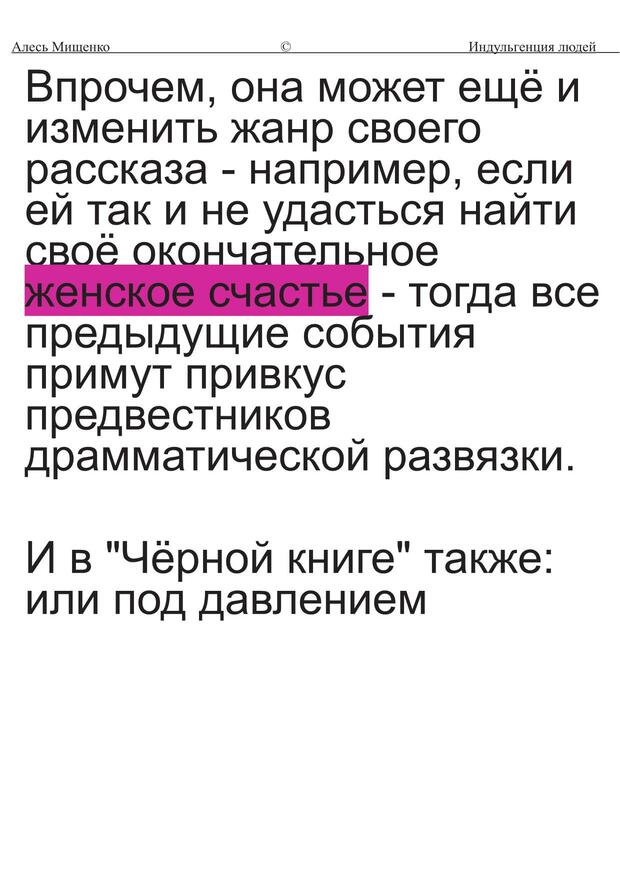 Алесь Мищенко © Индульгенция людей
Впрочем, она может ещё и
изменить жанр своего
рассказа - например, если
ей так и не удасться найти
своё окончательное
женское счастье - тогда все
предыдущие события
примут привкус
предвестников
драмматической развязки.
И в "Чёрной книге" также:
или под давлением